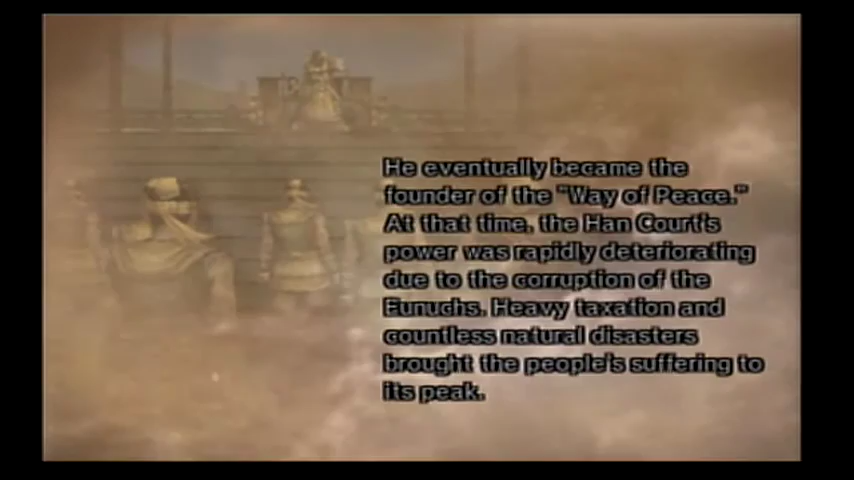 He eventually became the
founder of the "Way of Peace."
At that time, the Han Court's
power was rapidly deteriorating
due to the corruption of the
Eunuchs. Heavy taxation and
countless natural disasters
brought the people's suffering to
its peak.